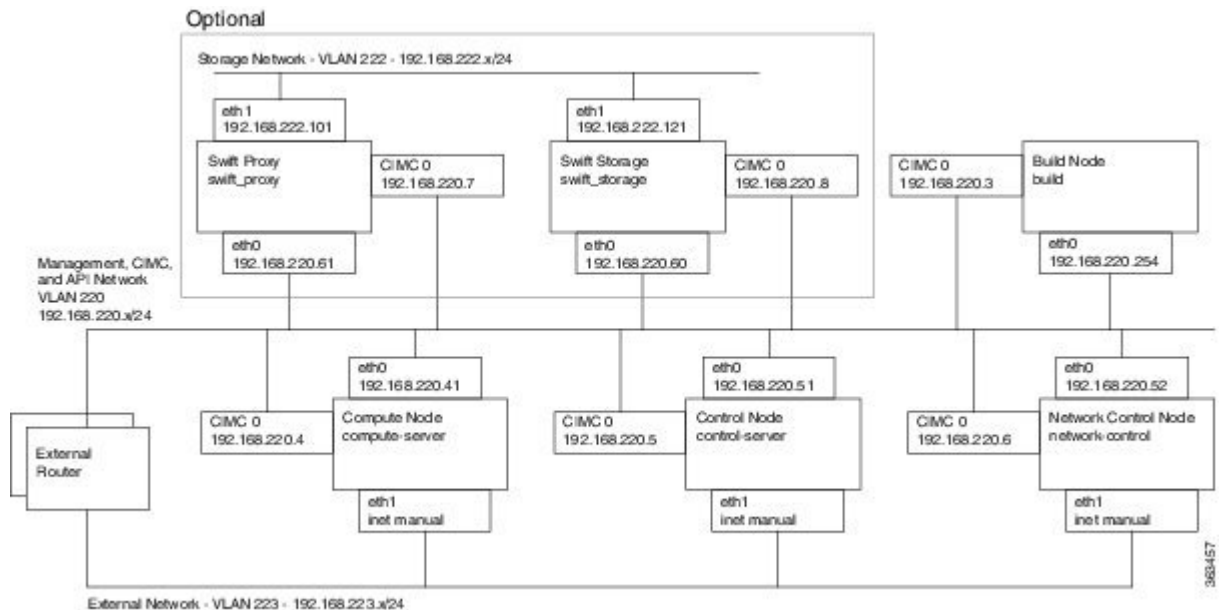 Optional
Storage Network - VLAN 222 - 192.168.222.x/24
eth1
192.168.222.101
eth1
192.168.222.121
Swift Proxy
swift_proxy
CIMC 0
192.168.220.7
Swift Storage
swift_storage
CIMC 0
192.168.220.8
CIMC 0
192.168.220.3
Build Node
build
eth0
192.168.220.61
eth0
192.168.220.60
eth0
192.168.220.254
Management, CIMC,
and API Network
VLAN 220
192.168.220.x/24
eth0
192.168.220.41
eth0
192.168.220.51
eth0
192.168.220.52
External
Router
CIMC 0
192.168.220.4
Compute Node
compute-server
CIMC 0
192.168.220.5
Control Node
control-server
CIMC 0
192.168.220.6
Network Control Node
network-control
eth1
inet manual
eth1
inet manual
eth1
inet manual
External Network - VLAN 223 - 192.168.223.x/24
363457